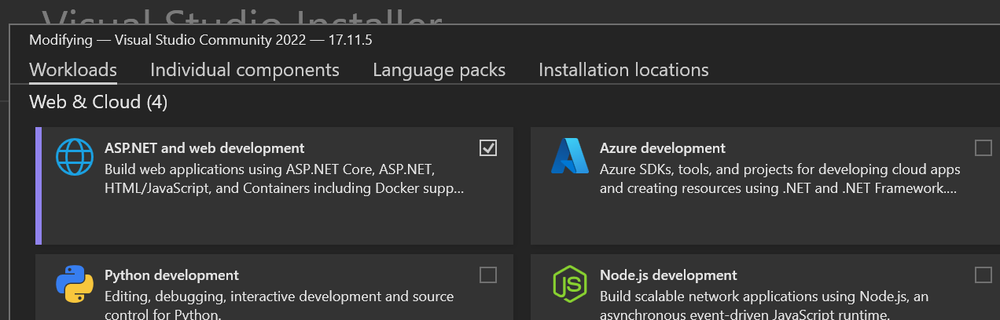 Visual Studio Installer
Modifying — Visual Studio Community 2022 — 17.11.5
Workloads Individual components Language packs Installation locations
Web & Cloud (4)
ASP.NET and web development
Build web applications using ASP.NET Core, ASP.NET,
HTML/JavaScript, and Containers including Docker supp...
Azure development
Azure SDKs, tools, and projects for developing cloud apps
and creating resources using .NET and .NET Framework....
Python development
Editing, debugging, interactive development and source
control for Python.
JS
Node.js development
Build scalable network applications using Node.js, an
asynchronous event-driven JavaScript runtime.